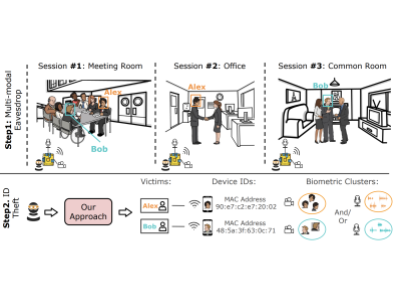 Step1: Multi-modal
Eavesdrop
Session #1: Meeting Room
Session #2: Office
Session #3: Common Room
Alex
Bob
Alex
Bob
Step2. ID
Theft
Our
Approach
Victims:
Device IDs:
Biometric Clusters:
Alex
MAC Address
90:e7:c2:e7:20:02
Bob
MAC Address
48:5a:3f:63:0c:71
And/
Or